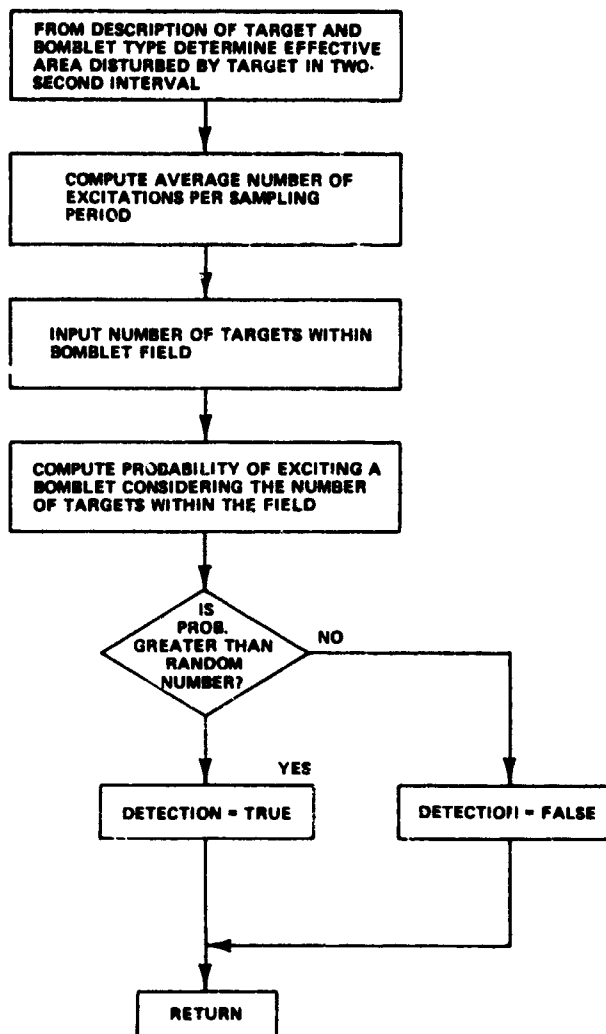 FROM DESCRIPTION OF TARGET AND
BOMBLET TYPE DETERMINE EFFECTIVE
AREA DISTURBED BY TARGET IN TWO-
SECOND INTERVAL
COMPUTE AVERAGE NUMBER OF
EXCITATIONS PER SAMPLING
PERIOD
INPUT NUMBER OF TARGETS WITHIN
BOMBLET FIELD
COMPUTE PROBABILITY OF EXCITING A
BOMBLET CONSIDERING THE NUMBER
OF TARGETS WITHIN THE FIELD
IS
PROB.
GREATER THAN
RANDOM
NUMBER?
NO
YES
DETECTION = TRUE
DETECTION = FALSE
RETURN